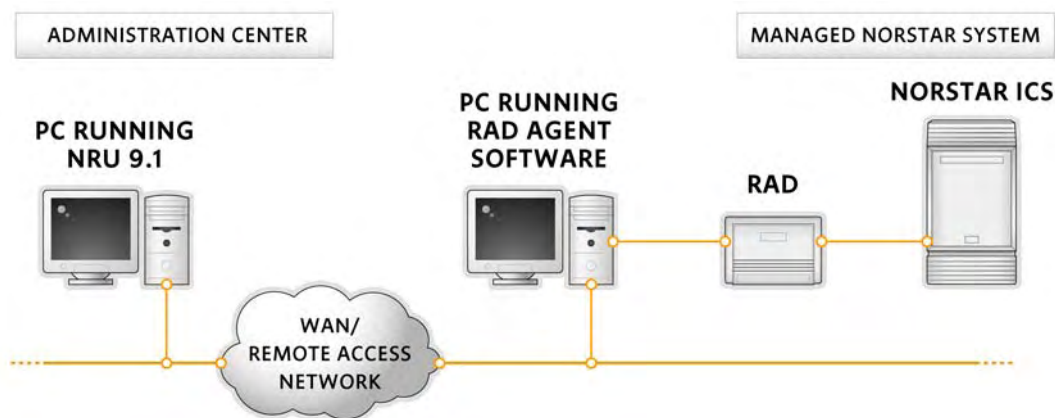 ADMINISTRATION CENTER
MANAGED NORSTAR SYSTEM
PC RUNNING
NRU 9.1
PC RUNNING
RAD AGENT
SOFTWARE
RAD
NORSTAR ICS
WAN/
REMOTE ACCESS
NETWORK